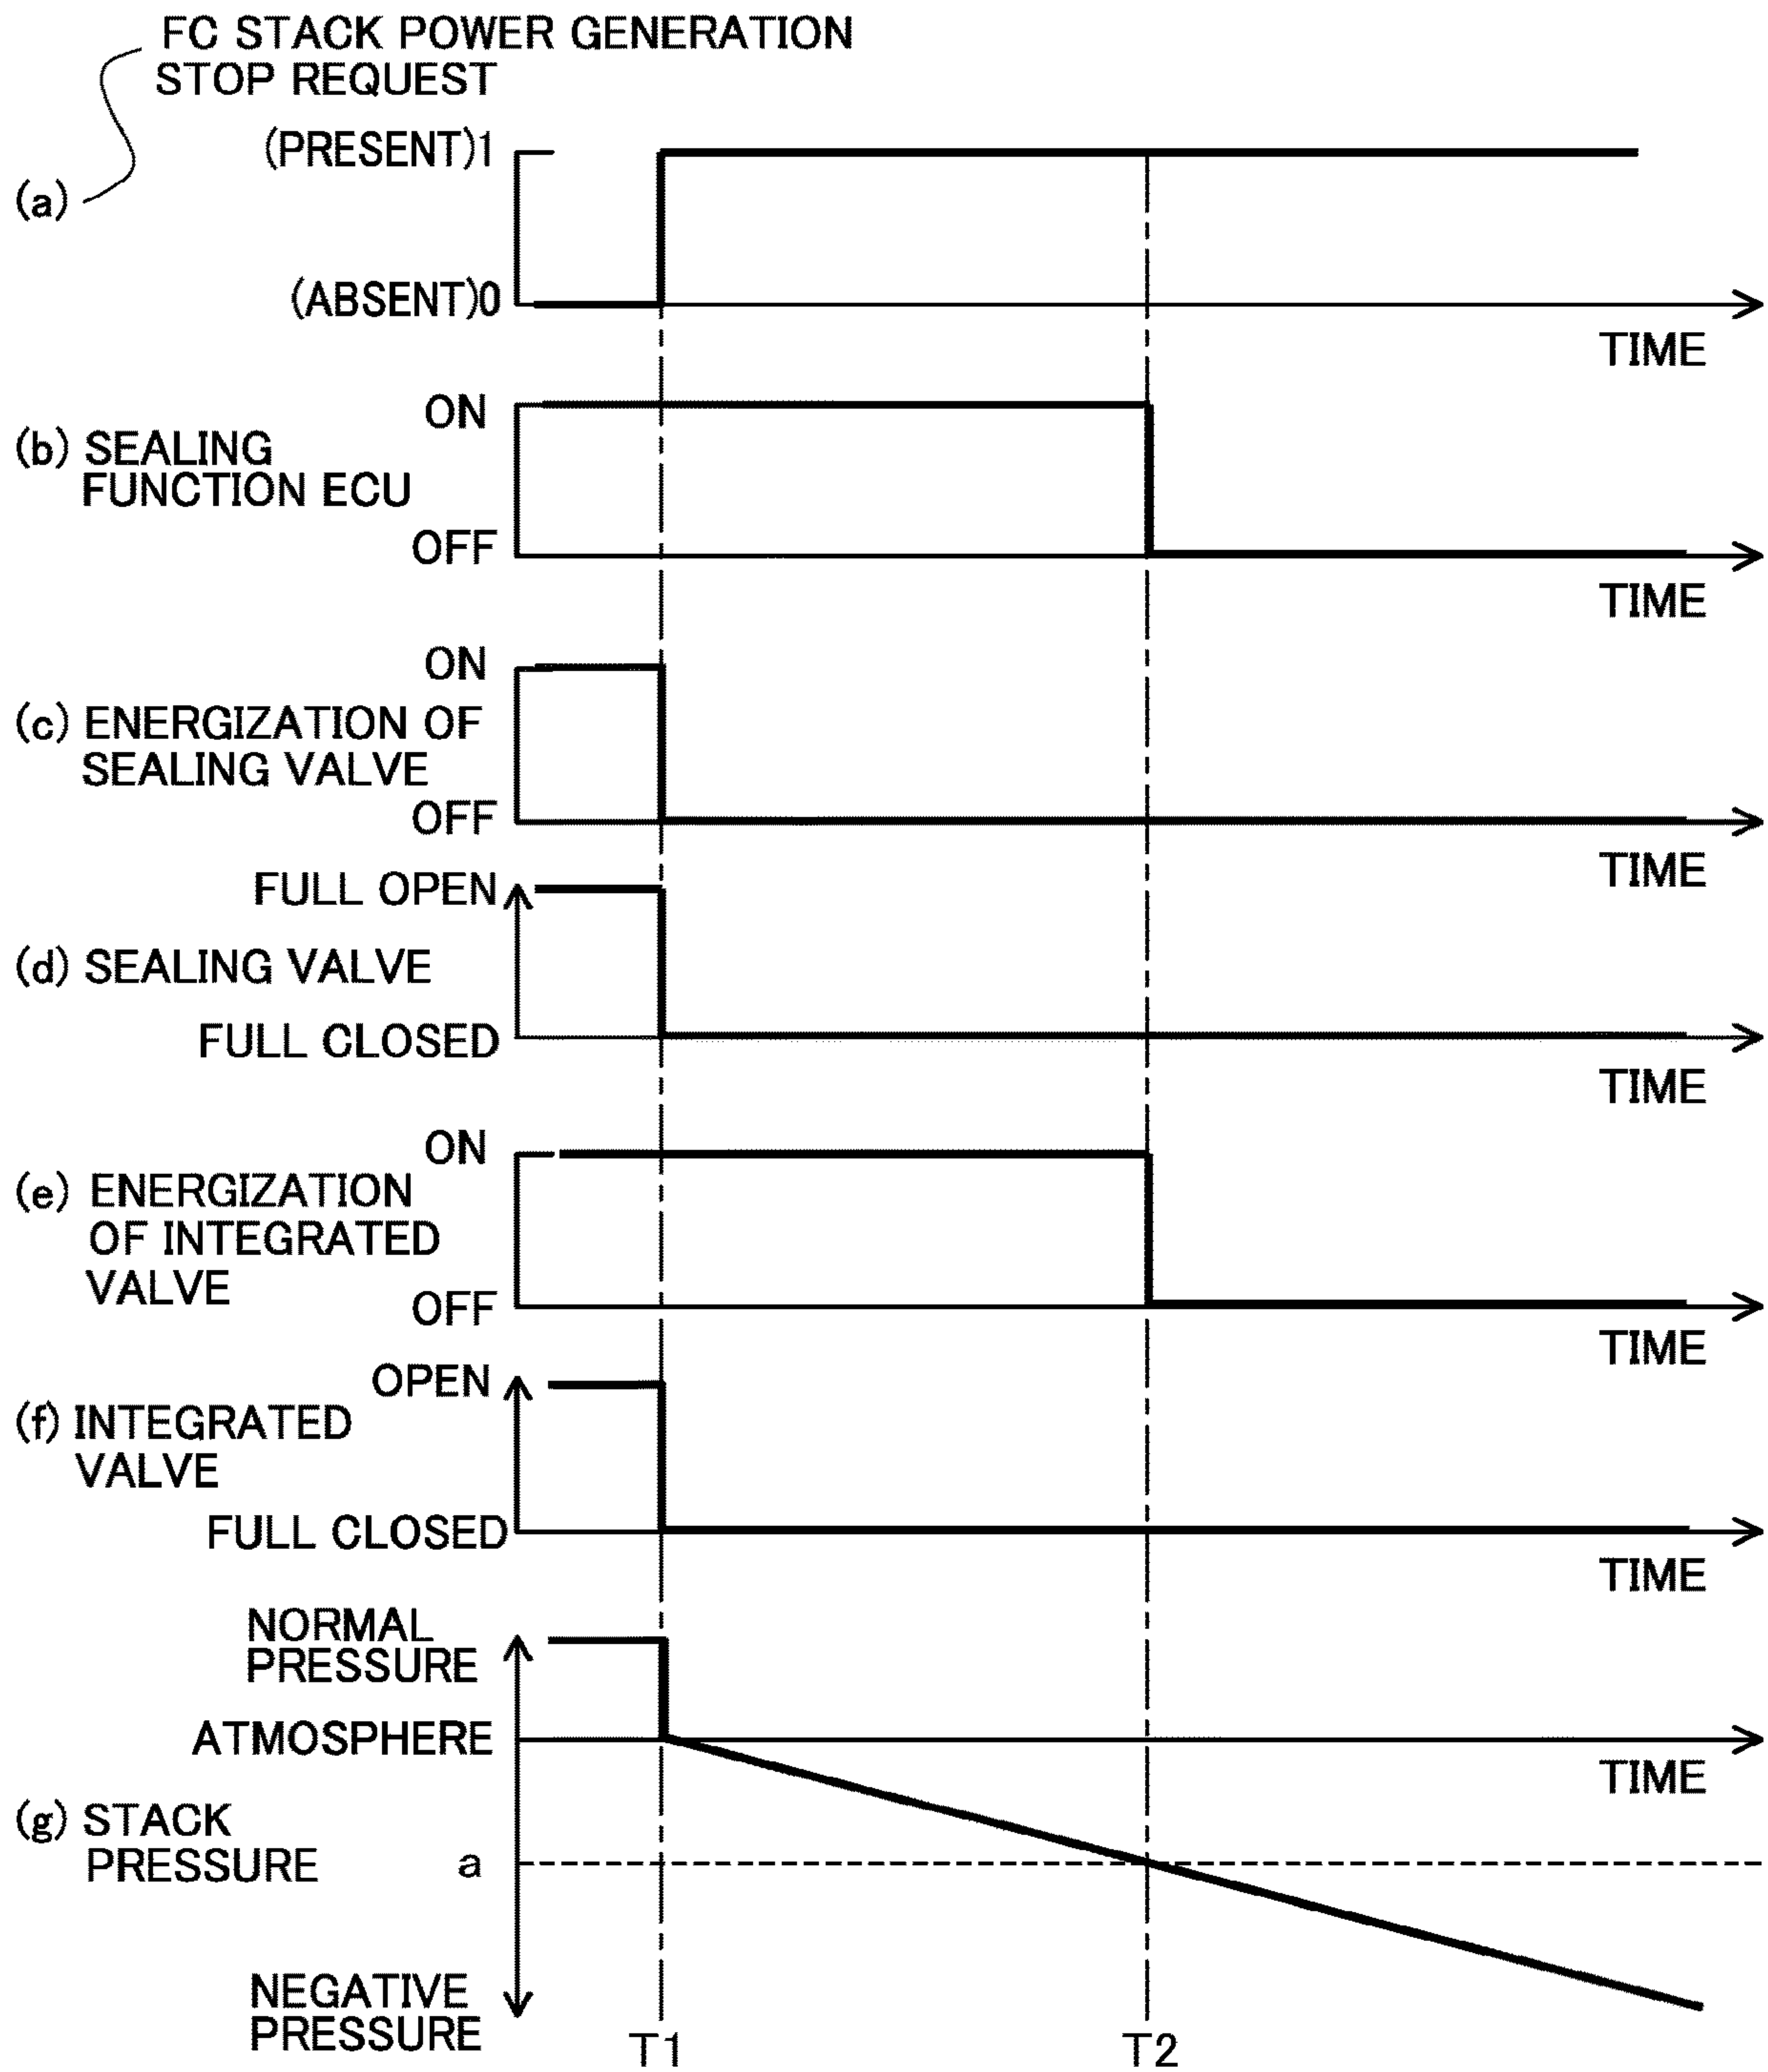 FC STACK POWER GENERATION
STOP REQUEST
(a)
(PRESENT)1
(ABSENT)0
TIME
(b) SEALING
FUNCTION ECU
ON
OFF
TIME
(c) ENERGIZATION OF
SEALING VALVE
ON
OFF
TIME
(d) SEALING VALVE
FULL OPEN
FULL CLOSED
TIME
(e) ENERGIZATION
OF INTEGRATED
VALVE
ON
OFF
TIME
(f) INTEGRATED
VALVE
OPEN
FULL CLOSED
TIME
NORMAL
PRESSURE
ATMOSPHERE
TIME
(g) STACK
PRESSURE
a
NEGATIVE
PRESSURE
T1
T2